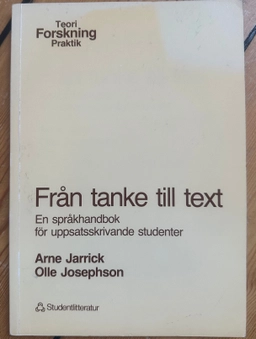 Teori
Forskning
Praktik
Från tanke till text
En språkhandbok
för uppsatsskrivande studenter
Arne Jarrick
Olle Josephson
Studentlitteratur